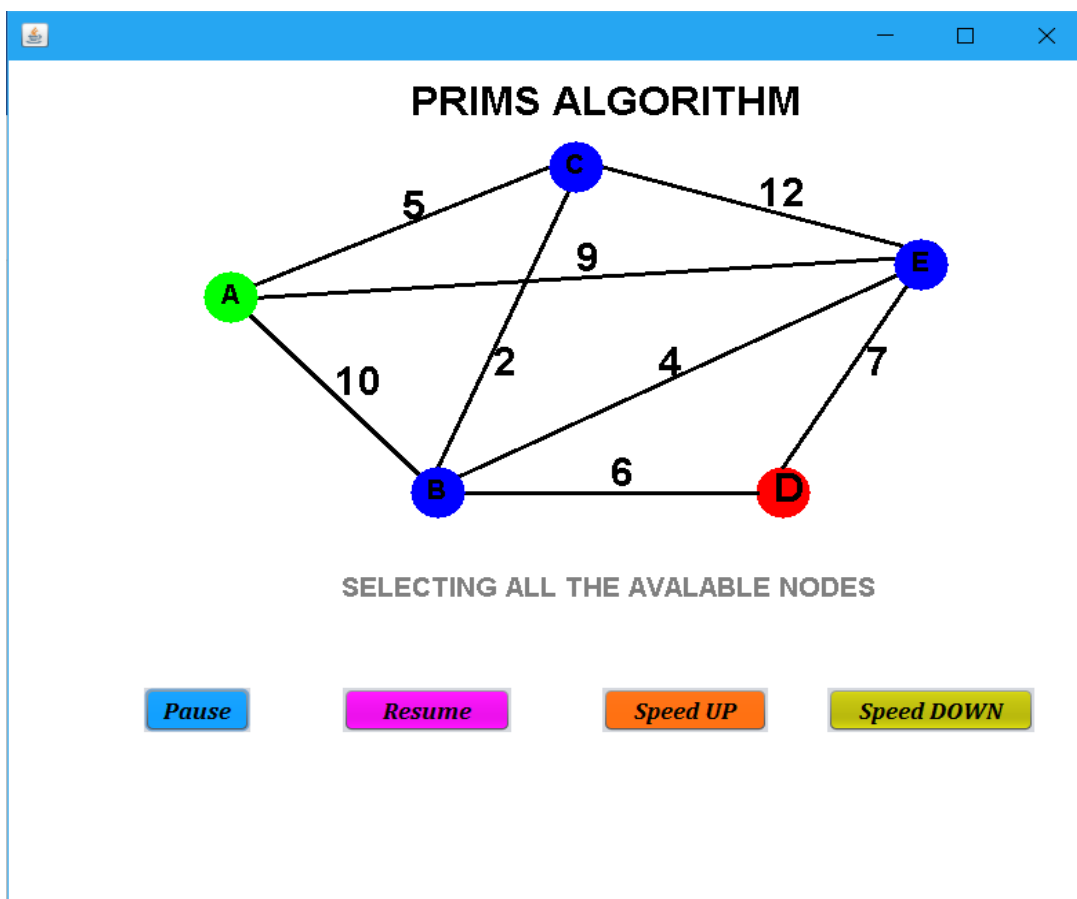 PRIMS ALGORITHM
C
5
12
9
E
A
10
2
4
7
B
6
D
SELECTING ALL THE AVALABLE NODES
Pause
Resume
Speed UP
Speed DOWN